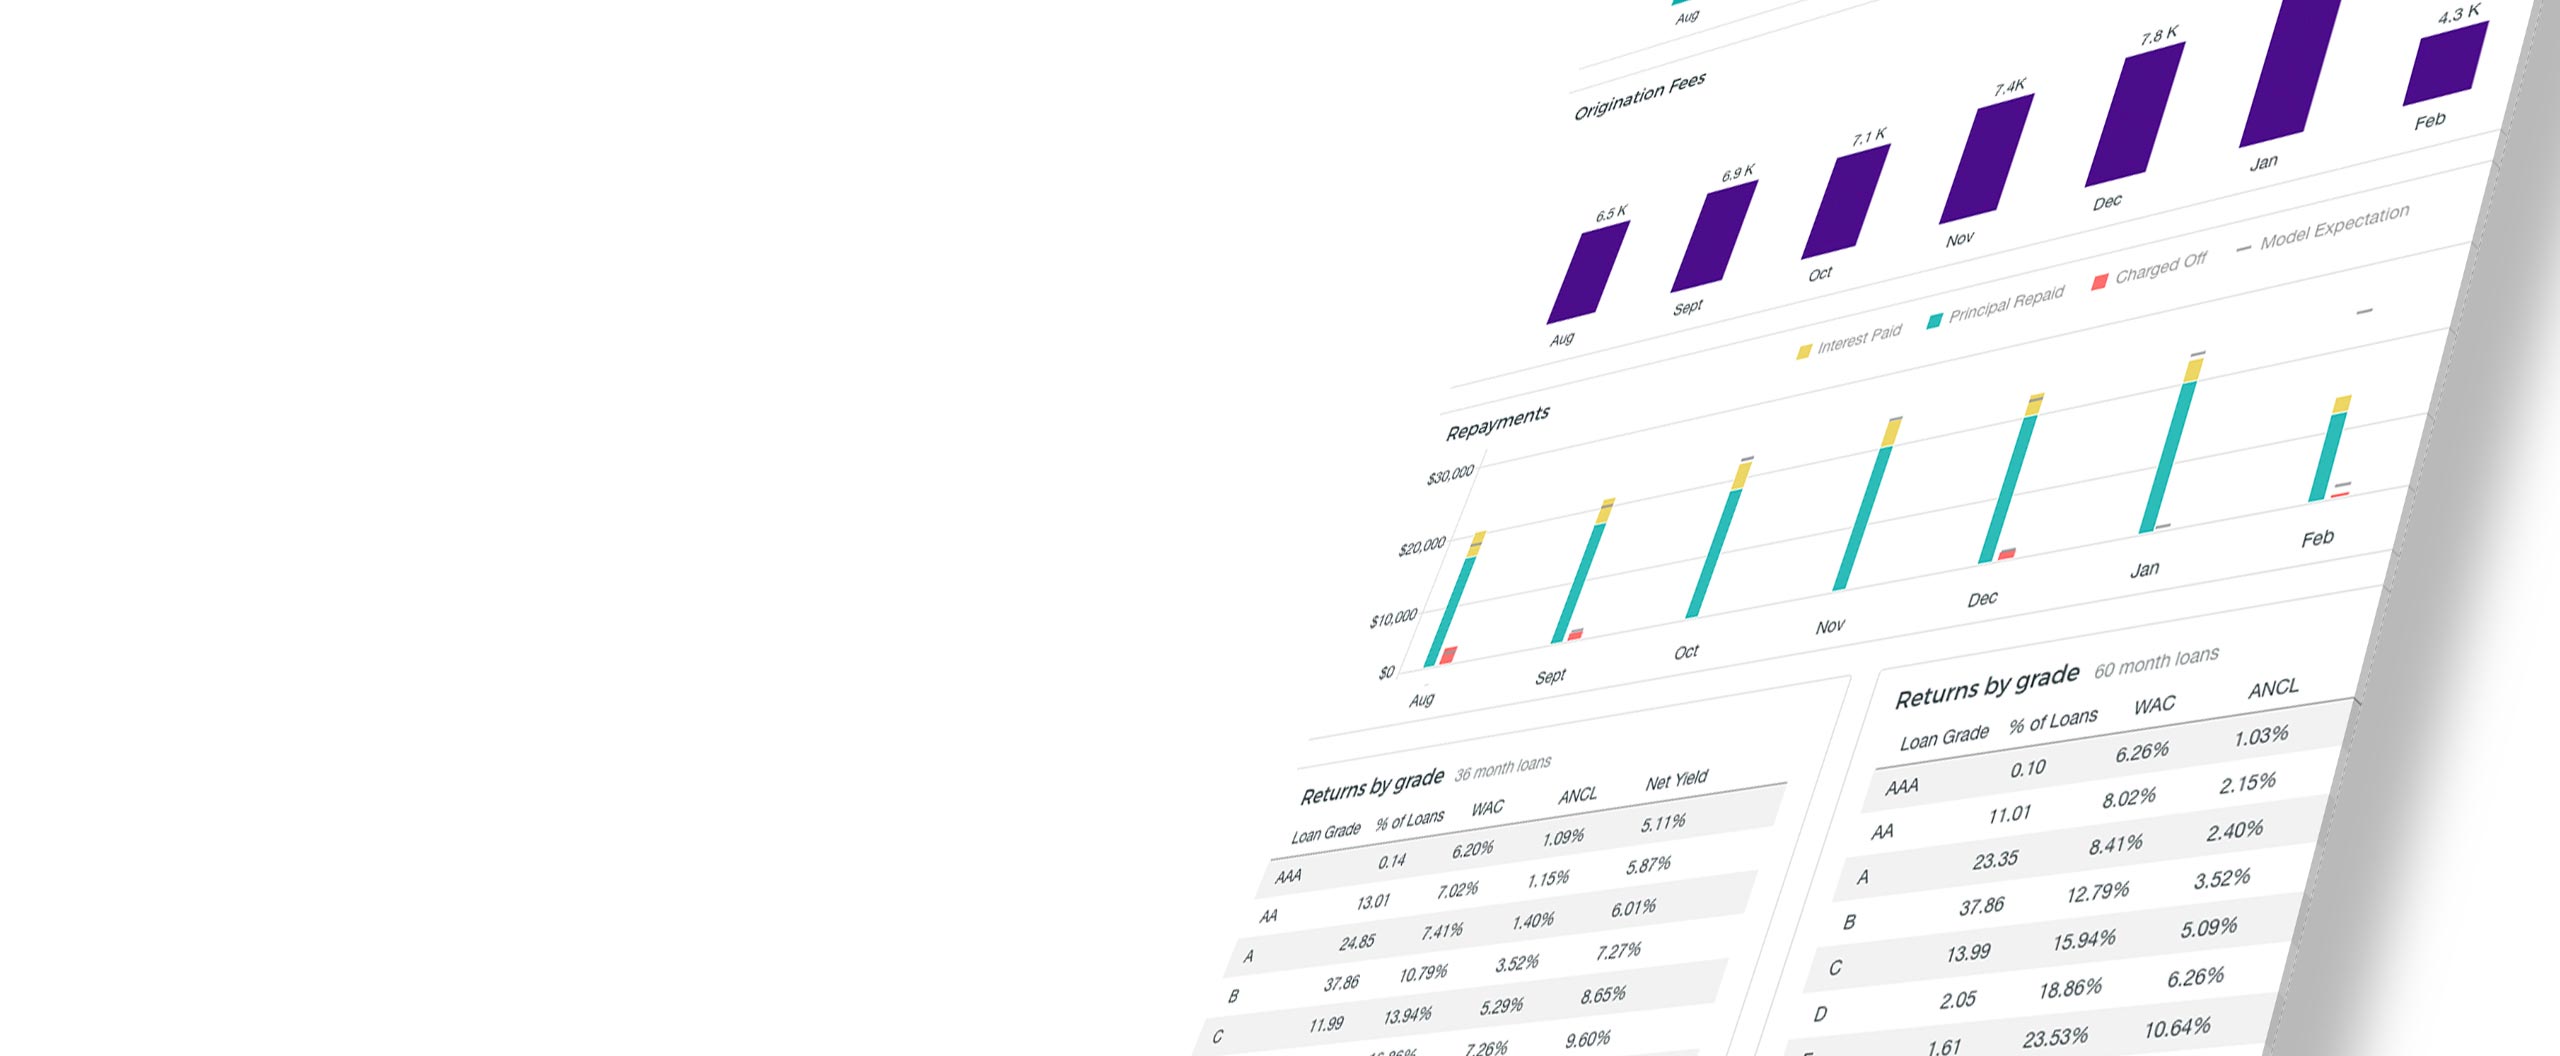 Aug
Origination Fees
6.5 K 6.9 K 7.1 K 7.4K 7.8 K 4.3 K
Aug Sept Oct Nov Dec Jan Feb
Interest Paid Principal Repaid Charged Off Model Expectation
Repayments
$30,000
$20,000
$10,000
$0
Aug Sept Oct Nov Dec Jan Feb
Returns by grade 36 month loans
Loan Grade % of Loans WAC ANCL Net Yield
AAA 0.14 6.20% 1.09% 5.11%
AA 13.01 7.02% 1.15% 5.87%
A 24.85 7.41% 1.40% 6.01%
B 37.86 10.79% 3.52% 7.27%
C 11.99 13.94% 5.29% 8.65%
7.26% 9.60%
Returns by grade 60 month loans
Loan Grade % of Loans WAC ANCL
AAA 0.10 6.26% 1.03%
AA 11.01 8.02% 2.15%
A 23.35 8.41% 2.40%
B 37.86 12.79% 3.52%
C 13.99 15.94% 5.09%
D 2.05 18.86% 6.26%
1.61 23.53% 10.64%